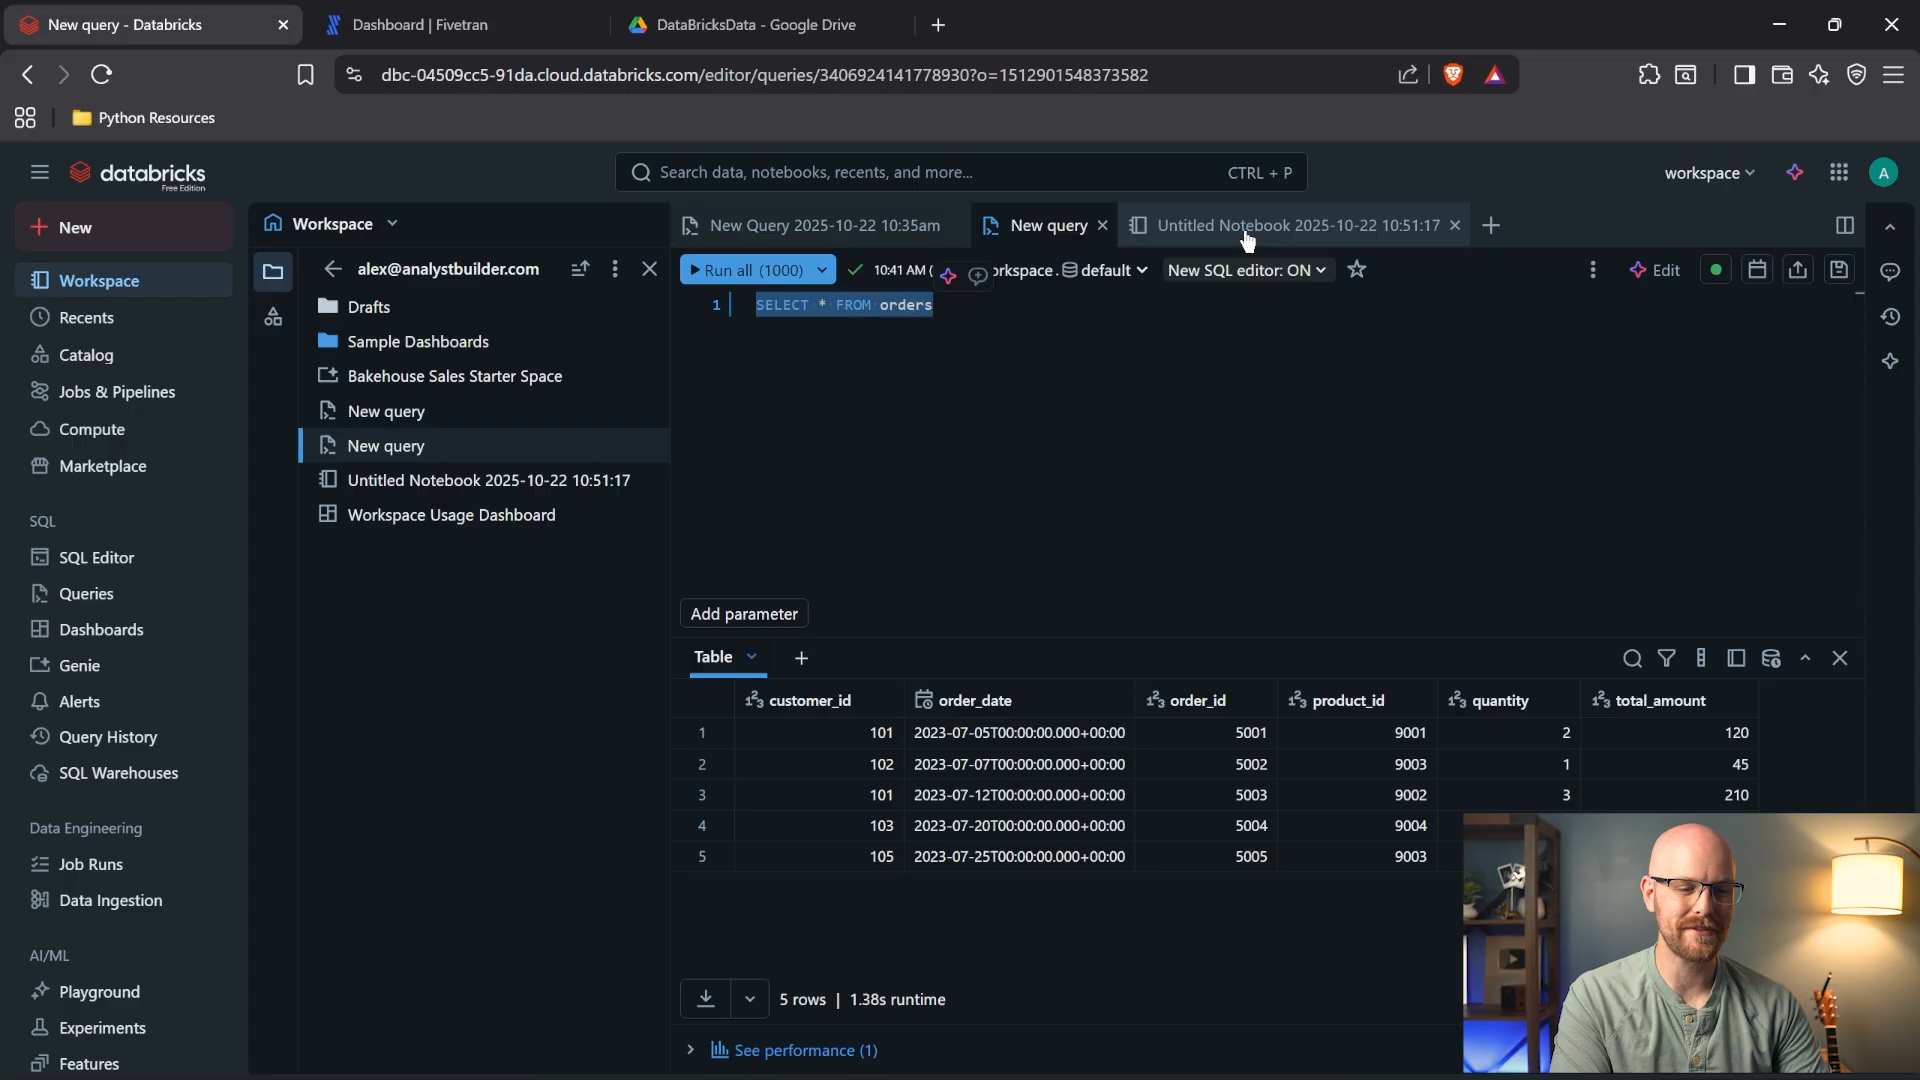 New query - Databricks
Dashboard | Fivetran
DataBricksData - Google Drive
dbc-04509cc5-91da.cloud.databricks.com/editor/queries/3406924141778930?o=1512901548373582
Python Resources
databricks
Free Edition
Search data, notebooks, recents, and more...
CTRL + P
workspace
A
New
Workspace
Recents
Catalog
Jobs & Pipelines
Compute
Marketplace
SQL
SQL Editor
Queries
Dashboards
Genie
Alerts
Query History
SQL Warehouses
Data Engineering
Job Runs
Data Ingestion
AI/ML
Playground
Experiments
Features
Workspace
alex@analystbuilder.com
Drafts
Sample Dashboards
Bakehouse Sales Starter Space
New query
New query
Untitled Notebook 2025-10-22 10:51:17
Workspace Usage Dashboard
New Query 2025-10-22 10:35am
New query
Untitled Notebook 2025-10-22 10:51:17
Run all (1000)
10:41 AM (
orkspace. default
New SQL editor: ON
Edit
1 SELECT * FROM orders
Add parameter
Table
customer_id order_date order_id product_id quantity total_amount
1 101 2023-07-05T00:00:00.000+00:00 5001 9001 2 120
2 102 2023-07-07T00:00:00.000+00:00 5002 9003 1 45
3 101 2023-07-12T00:00:00.000+00:00 5003 9002 3 210
4 103 2023-07-20T00:00:00.000+00:00 5004 9004
5 105 2023-07-25T00:00:00.000+00:00 5005 9003
5 rows | 1.38s runtime
See performance (1)